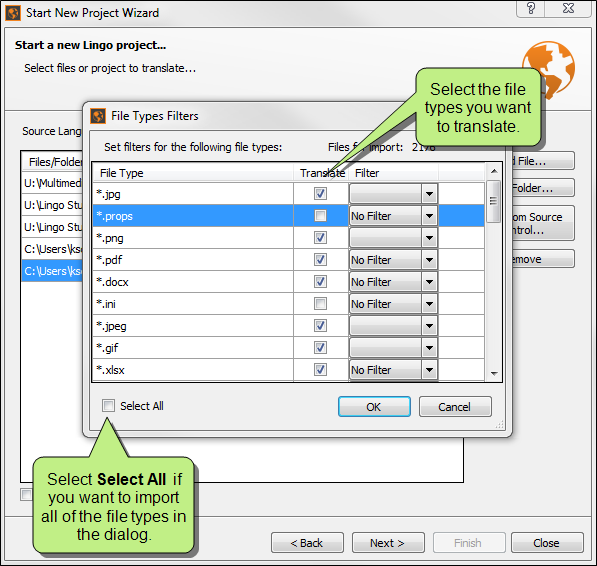 Start New Project Wizard
Start a new Lingo project...
Select files or project to translate...
Select the file
types you want
to translate.
File Types Filters
Source Lang
Set filters for the following file types:
Files for import:
Files/Folder
File Type Translate Filter
File...
U:\Multimed
*.jpg
Folder...
U:\Lingo Stu
*.props No Filter
om Source
U:\Lingo Stu
*.png
ntrol...
C:\Users\kso
*.pdf No Filter
emove
C:\Users\kso
*.docx No Filter
*.ini No Filter
*.jpeg
*.gif
*.xlsx No Filter
Select All
OK Cancel
Select Select All if
you want to import
all of the file types in
the dialog.
< Back Next > Finish Close